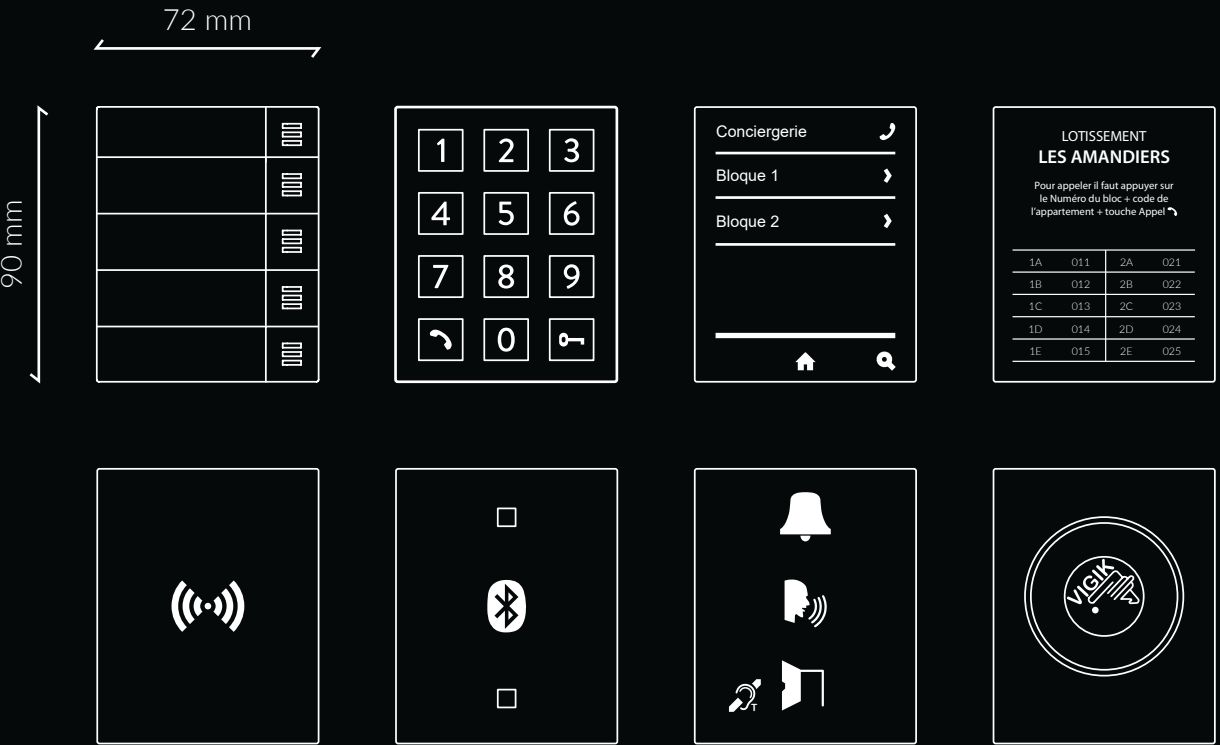 72 mm
90 mm
1 2 3
4 5 6
7 8 9
0
Conciergerie
Bloque 1
Bloque 2
LOTISSEMENT
LES AMANDIERS
Pour appeler il faut appuyer sur
le Numéro du bloc + code de
l'appartement + touche Appel
1A 011 2A 021
1B 012 2B 022
1C 013 2C 023
1D 014 2D 024
1E 015 2E 025
T
VIGIK